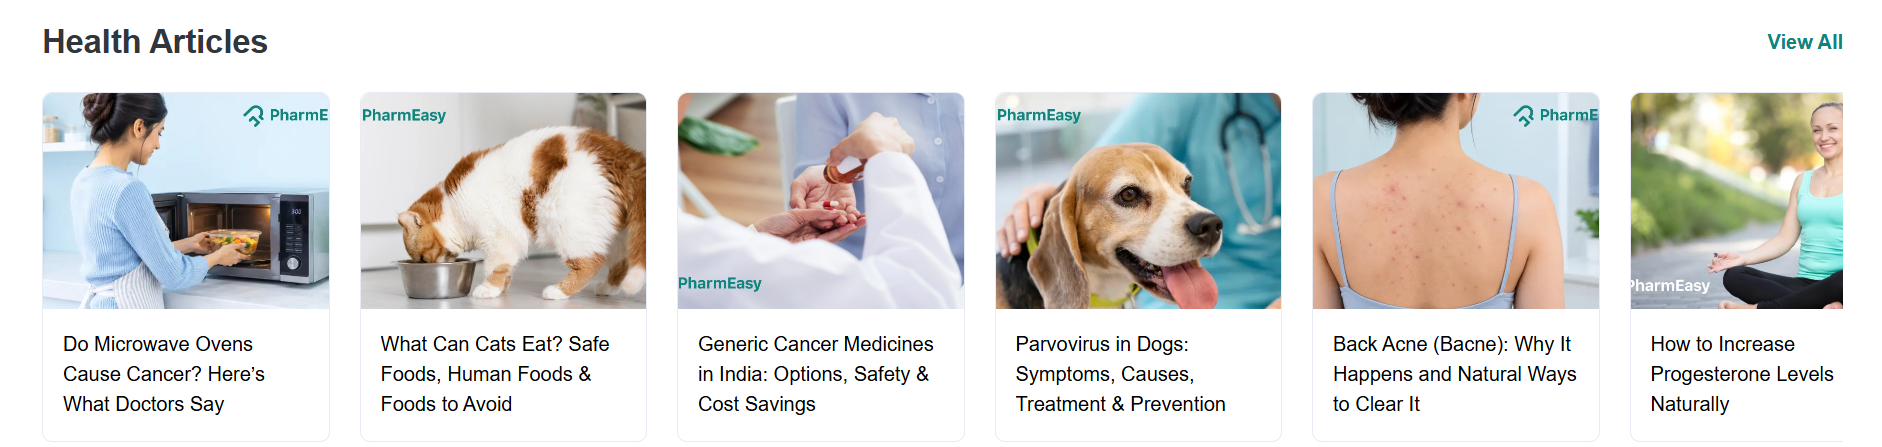 Health Articles
View All
PharmE
PharmEasy
PharmEasy
PharmEasy
PharmE
PharmEasy
3:00
Do Microwave Ovens
Cause Cancer? Here’s
What Doctors Say
What Can Cats Eat? Safe
Foods, Human Foods &
Foods to Avoid
Generic Cancer Medicines
in India: Options, Safety &
Cost Savings
Parvovirus in Dogs:
Symptoms, Causes,
Treatment & Prevention
Back Acne (Bacne): Why It
Happens and Natural Ways
to Clear It
How to Increase
Progesterone Levels
Naturally